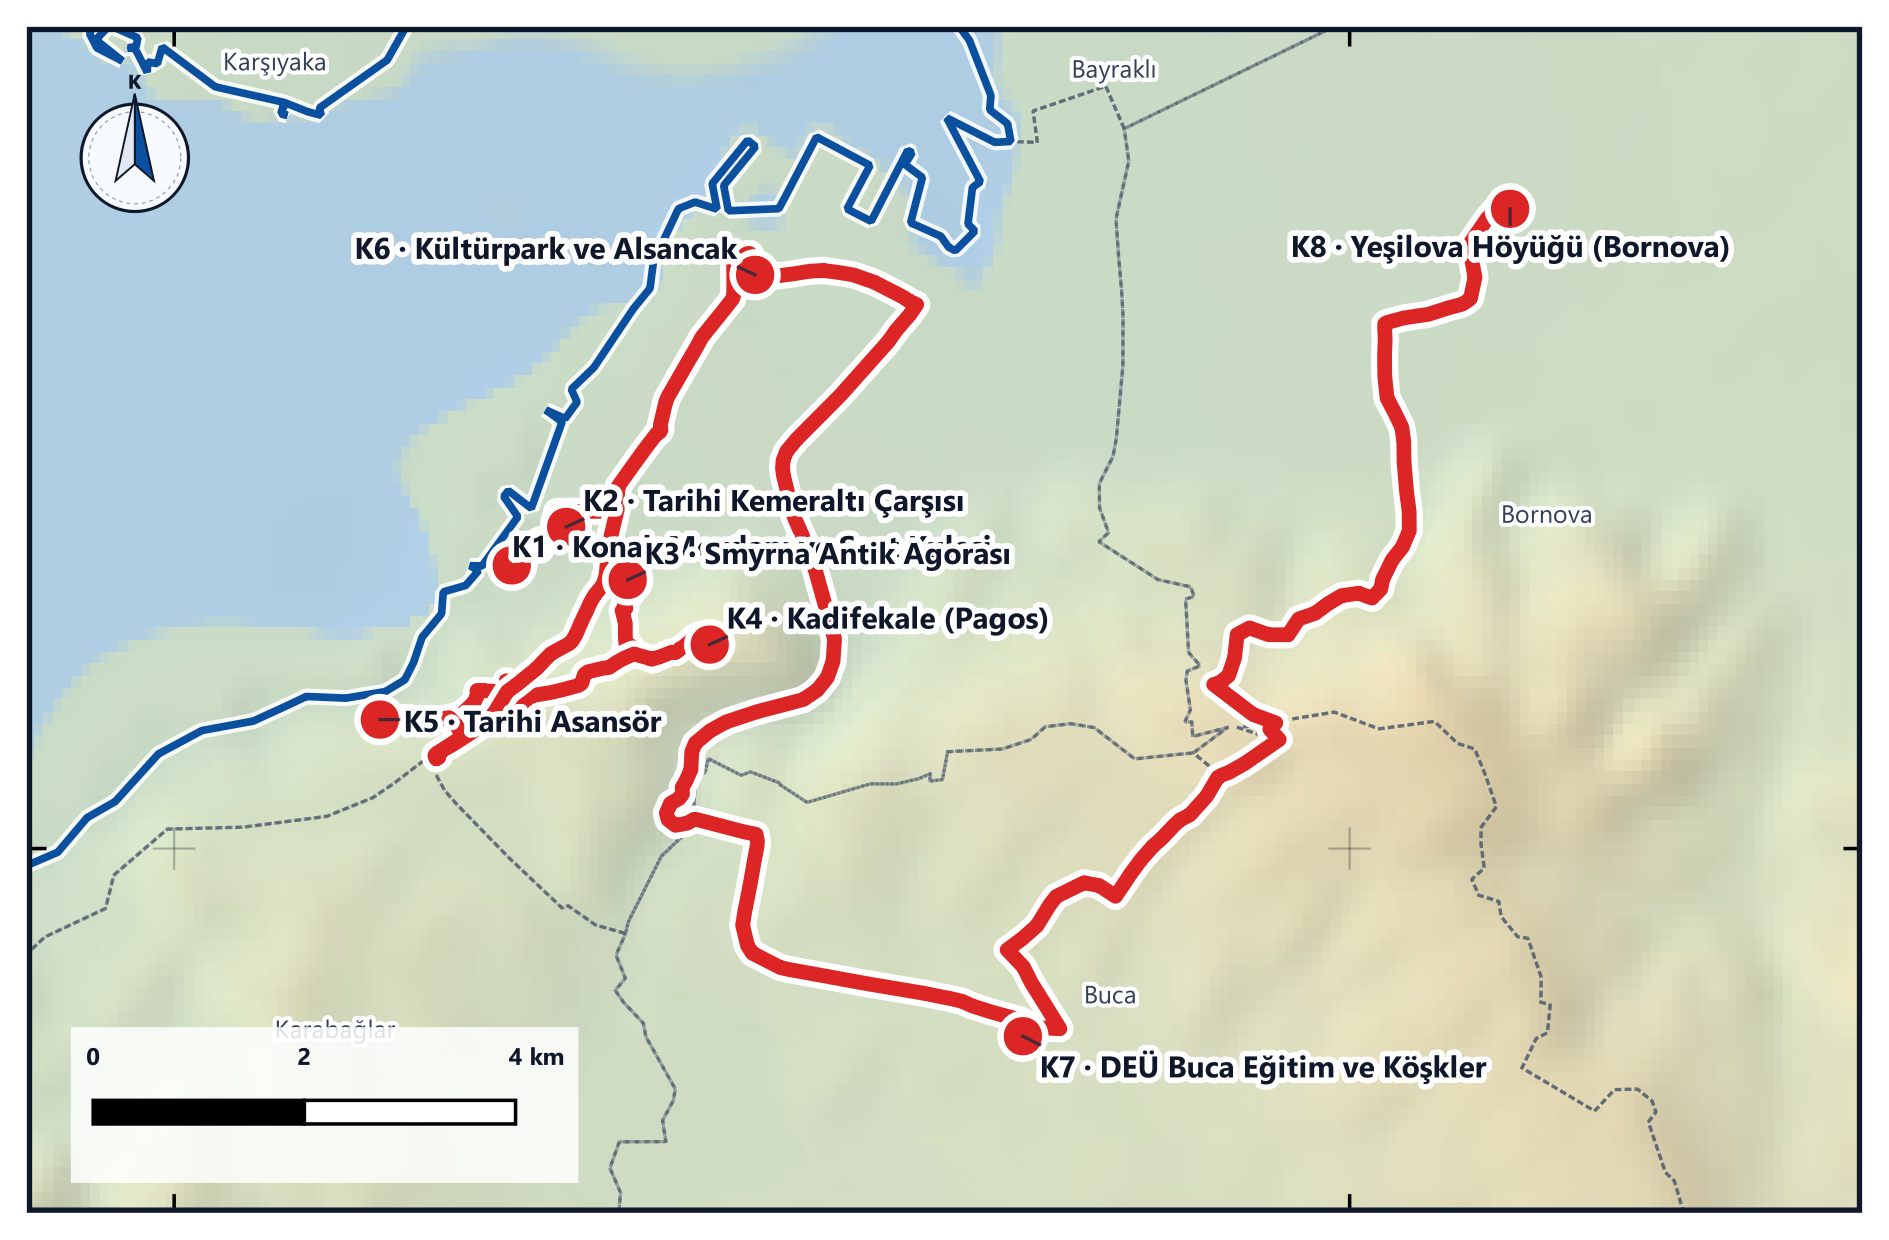 Karşıyaka
Bayraklı
K
K6 · Kültürpark ve Alsancak
K8 · Yeşilova Höyüğü (Bornova)
K2 · Tarihi Kemeraltı Çarşısı
Bornova
K1 · Konak
K3 · Smyrna Antik Agorası
K4 · Kadifekale (Pagos)
K5 · Tarihi Asansör
Buca
Karabağlar
0 2 4 km
K7 · DEÜ Buca Eğitim ve Köşkler